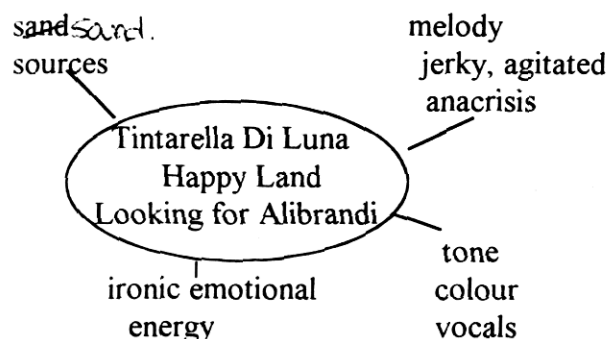 sand sand.
sources
melody
jerky, agitated
anacrisis
Tintarella Di Luna
Happy Land
Looking for Alibrandi
ironic emotional
energy
tone
colour
vocals